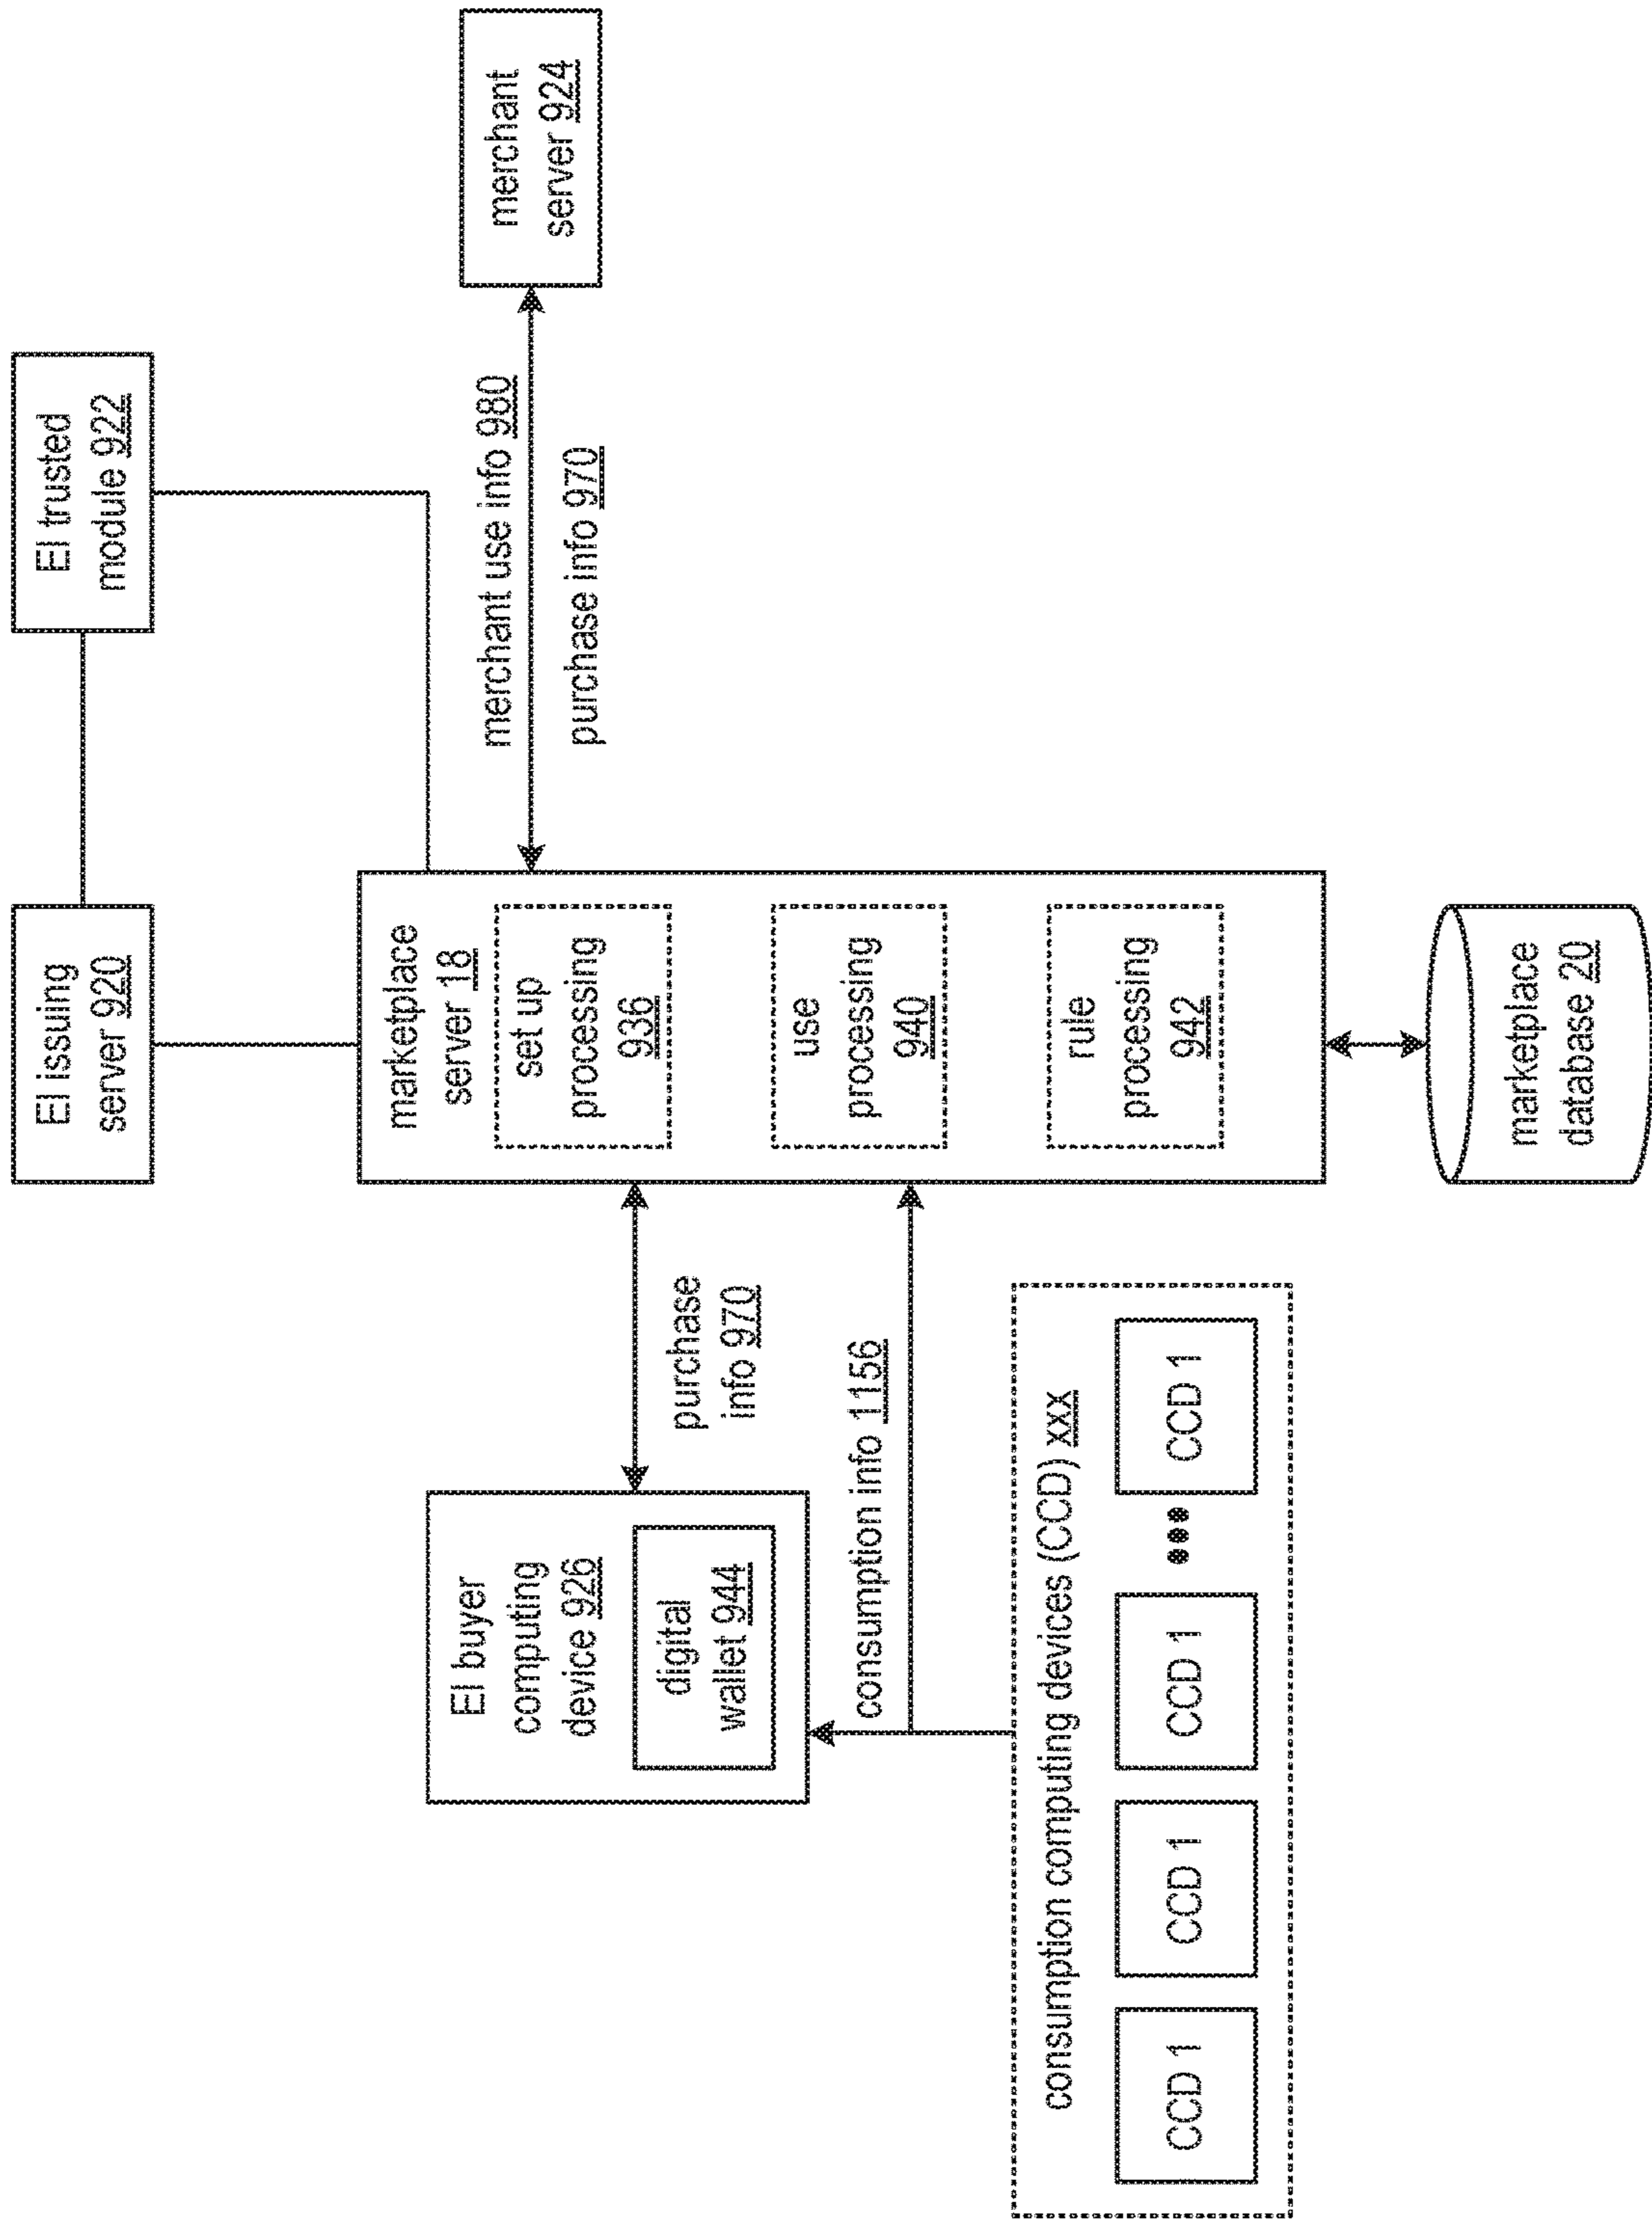 EI issuing
server 920
EI trusted
module 922
merchant
server 924
marketplace
server 18
set up
processing
936
use
processing
940
rule
processing
942
merchant use info 980
purchase info 970
EI buyer
computing
device 926
digital
wallet 944
purchase
info 970
consumption info 1156
consumption computing devices (CCD) xxx
CCD 1
CCD 1
CCD 1
CCD 1
marketplace
database 20